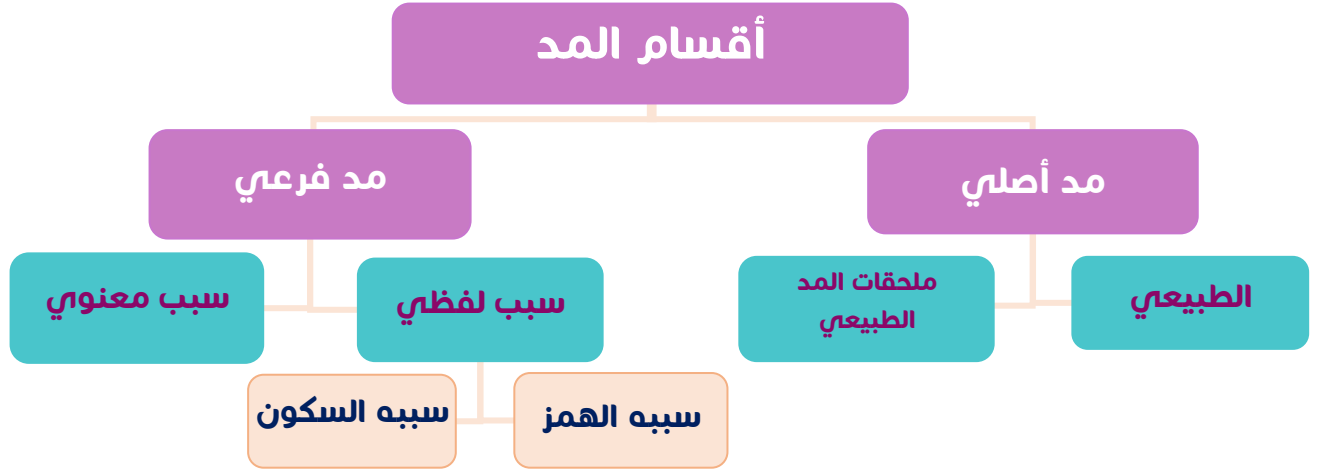 أقسام المد
مد أصلي
مد فرعي
الطبيعي
ملحقات المد
الطبيعي
سبب لفظي
سبب معنوي
سببه الهمز
سببه السكون